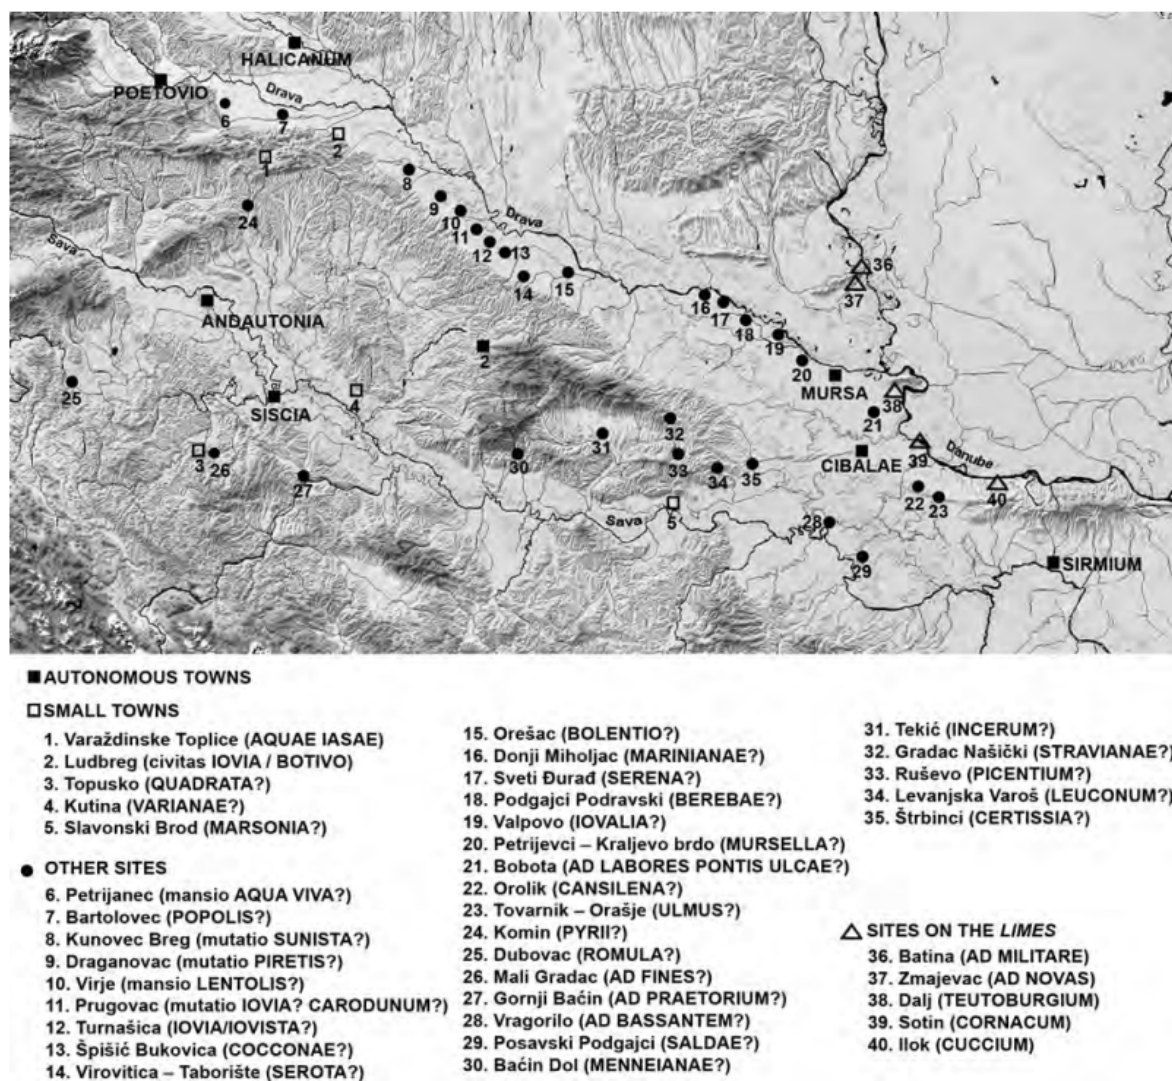 HALICANUM
POETOVIO
Drava
6
7
2
1
8
24
9
10
Drava
11
12
13
Sava
14
15
36
37
16
17
ANDAUTONIA
18
19
2
20
MURSA
25
SISCIA
4
38
21
32
31
3
26
30
33
34
35
CIBALAE
39
Danube
27
40
22
23
5
Sava
28
29
SIRMIUM
AUTONOMOUS TOWNS
SMALL TOWNS
1. Varaždinske Toplice (AQUAE IASAE)
2. Ludbreg (civitas IOVIA / BOTIVO)
3. Topusko (QUADRATA?)
4. Kutina (VARIANAE?)
5. Slavonski Brod (MARSONIA?)
OTHER SITES
6. Petrijanec (mansio AQUA VIVA?)
7. Bartolovec (POPOLIS?)
8. Kunovec Breg (mutatio SUNISTA?)
9. Draganovac (mutatio PIRETIS?)
10. Virje (mansio LENTOLIS?)
11. Prugovac (mutatio IOVIA? CARODUNUM?)
12. Turnašica (IOVIA/IOVISTA?)
13. Špišić Bukovica (COCCONAE?)
14. Virovitica – Taborište (SEROTA?)
15. Orešac (BOLENTIO?)
16. Donji Miholjac (MARINIANAE?)
17. Sveti Đurađ (SERENA?)
18. Podgajci Podravski (BEREBAE?)
19. Valpovo (IOVALIA?)
20. Petrijevci – Kraljevo brdo (MURSELLA?)
21. Bobota (AD LABORES PONTIS ULCAE?)
22. Orolik (CANSILENA?)
23. Tovarnik – Orašje (ULMUS?)
24. Komin (PYRII?)
25. Dubovac (ROMULA?)
26. Mali Gradac (AD FINES?)
27. Gornji Baćin (AD PRAETORIUM?)
28. Vragorilo (AD BASSANTEM?)
29. Posavski Podgajci (SALDAE?)
30. Baćin Dol (MENNEIANAE?)
31. Tekić (INCERUM?)
32. Gradac Našički (STRAVIANAE?)
33. Ruševo (PICENTIUM?)
34. Levanjska Varoš (LEUCONUM?)
35. Štrbinci (CERTISSIA?)
SITES ON THE LIMES
36. Batina (AD MILITARE)
37. Zmajevac (AD NOVAS)
38. Dalj (TEUTOBURGIUM)
39. Sotin (CORNACUM)
40. Ilok (CUCCIUM)